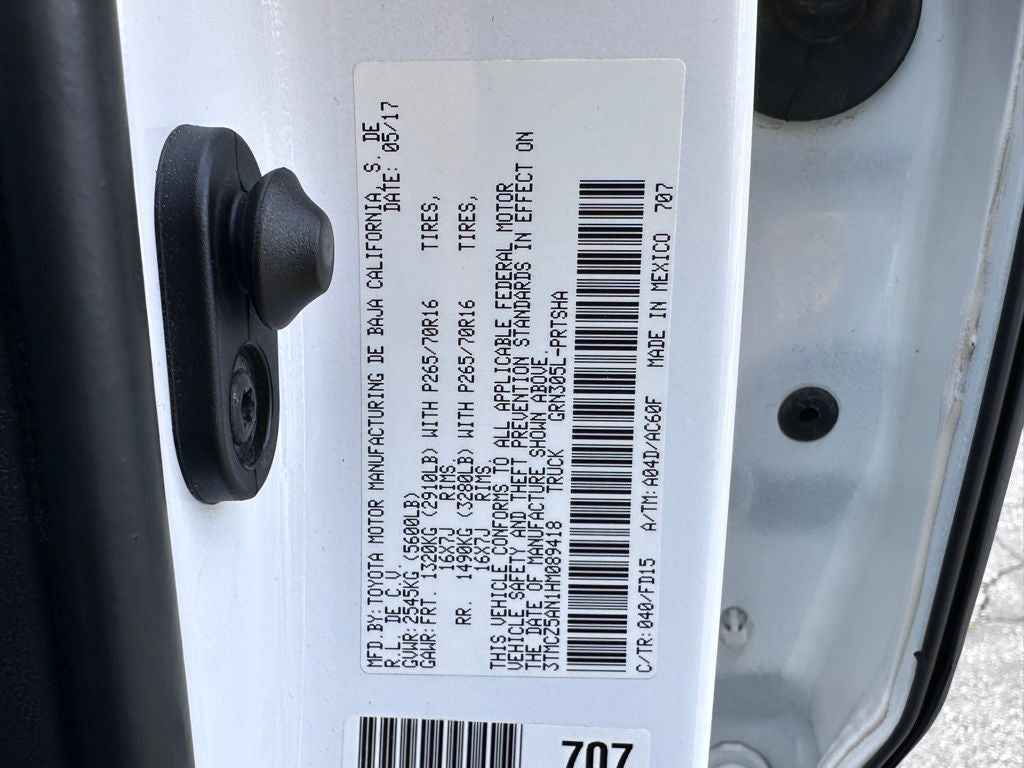 MFD.BY:TOYOTA MOTOR MANUFACTURING DE BAJA CALIFORNIA, S. DE
R.L. DE C.V. DATE: 05/17
GVWR:2545KG (5600LB)
GAWR:FRT. 1320KG (2910LB) WITH P265/70R16 TIRES,
16X7J RIMS
RR. 1490KG (3280LB) WITH P265/70R16 TIRES,
16X7J RIMS
THIS VEHICLE CONFORMS TO ALL APPLICABLE FEDERAL MOTOR
VEHICLE SAFETY AND THEFT PREVENTION STANDARDS IN EFFECT ON
THE DATE OF MANUFACTURE SHOWN ABOVE.
3TMCZ5AN1HM089418 TRUCK GRN305L-PRTSHA
C/TR:040/FD15 A/TM:A04D/AC60F MADE IN MEXICO 707
707